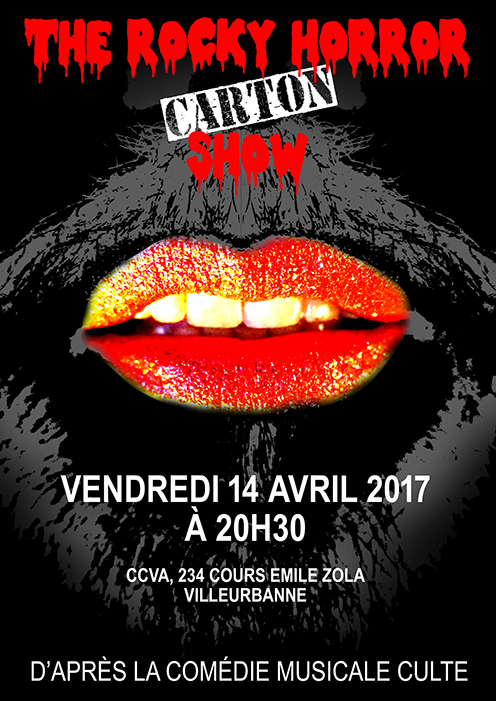 THE ROCKY HORROR
CARTON
SHOW
VENDREDI 14 AVRIL 2017
À 20H30
CCVA, 234 COURS EMILE ZOLA
VILLEURBANNE
D'APRÈS LA COMÉDIE MUSICALE CULTE